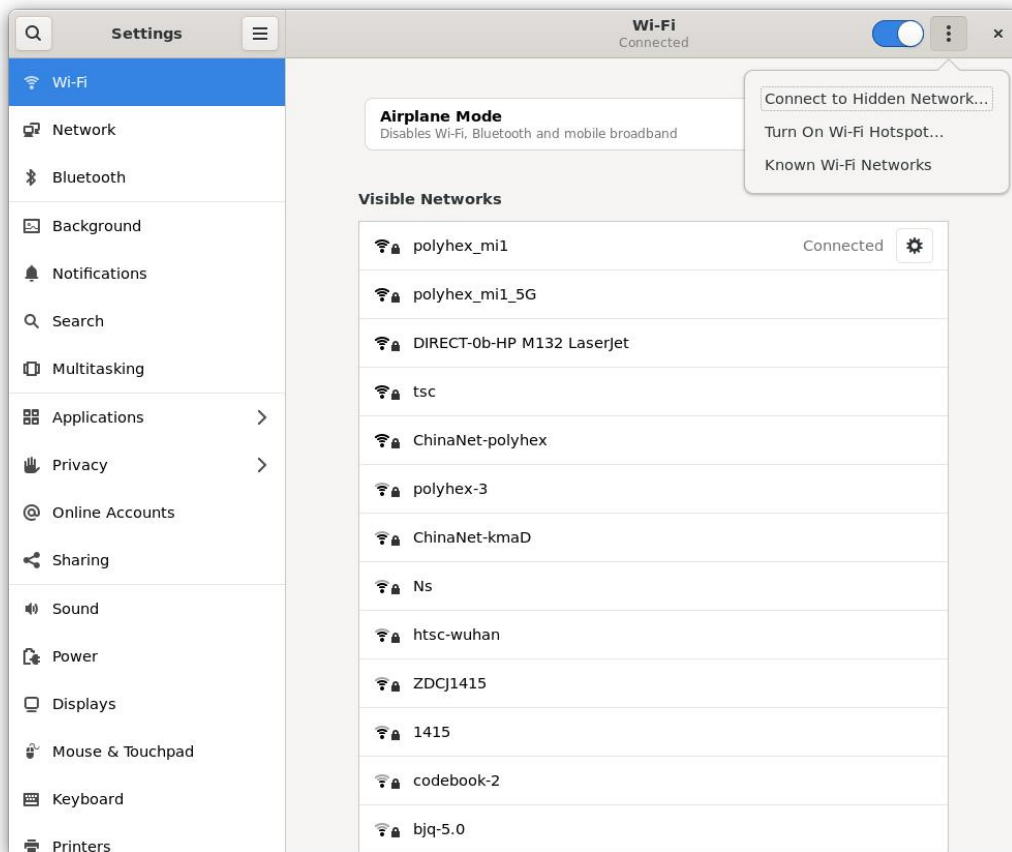 Settings
Wi-Fi
Connected
Wi-Fi
Network
Bluetooth
Background
Notifications
Search
Multitasking
Applications
Privacy
Online Accounts
Sharing
Sound
Power
Displays
Mouse & Touchpad
Keyboard
Printers
Connect to Hidden Network...
Turn On Wi-Fi Hotspot...
Known Wi-Fi Networks
Airplane Mode
Disables Wi-Fi, Bluetooth and mobile broadband
Visible Networks
polyhex_mi1 Connected
polyhex_mi1_5G
DIRECT-0b-HP M132 LaserJet
tsc
ChinaNet-polyhex
polyhex-3
ChinaNet-kmaD
Ns
htsc-wuhan
ZDCJ1415
1415
codebook-2
bjq-5.0